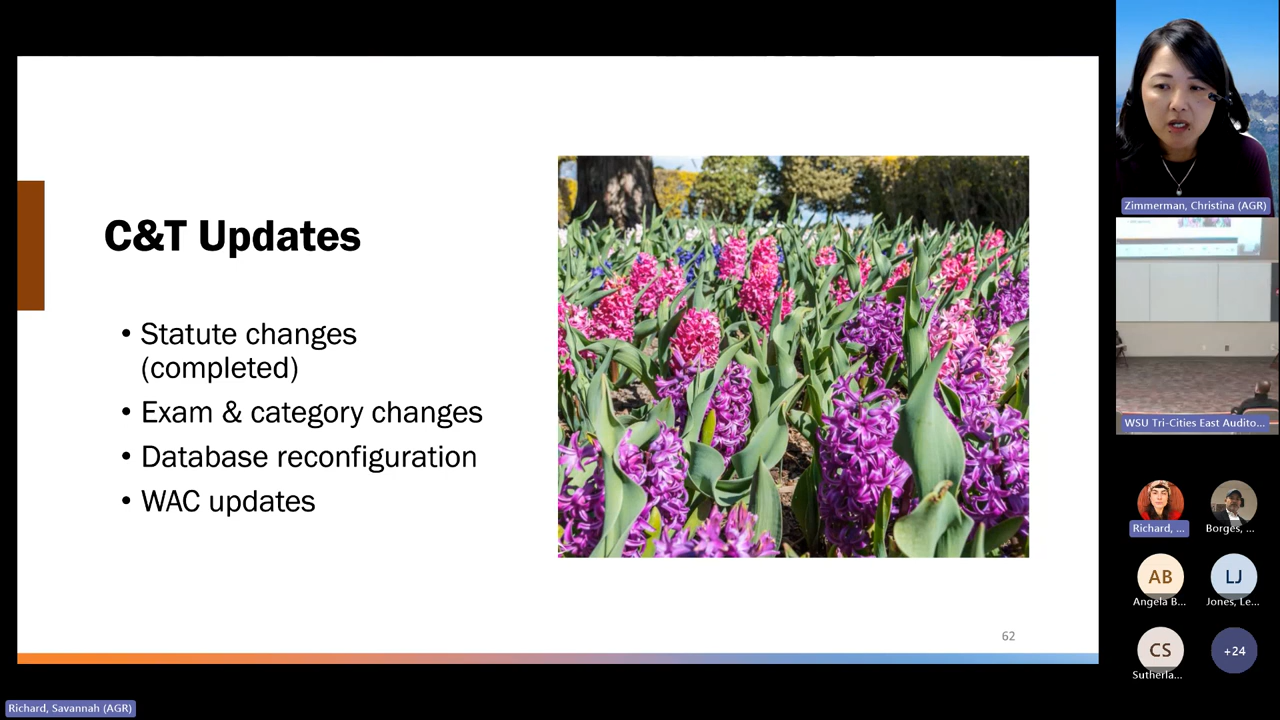 C&T Updates
• Statute changes
(completed)
• Exam & category changes
• Database reconfiguration
• WAC updates
62
Richard, Savannah (AGR)
Zimmerman, Christina (AGR)
WSU Tri-Cities East Audito...
Richard, ...
Borges, ...
AB
LJ
Angela B...
Jones, Le...
CS
+24
Sutherla...